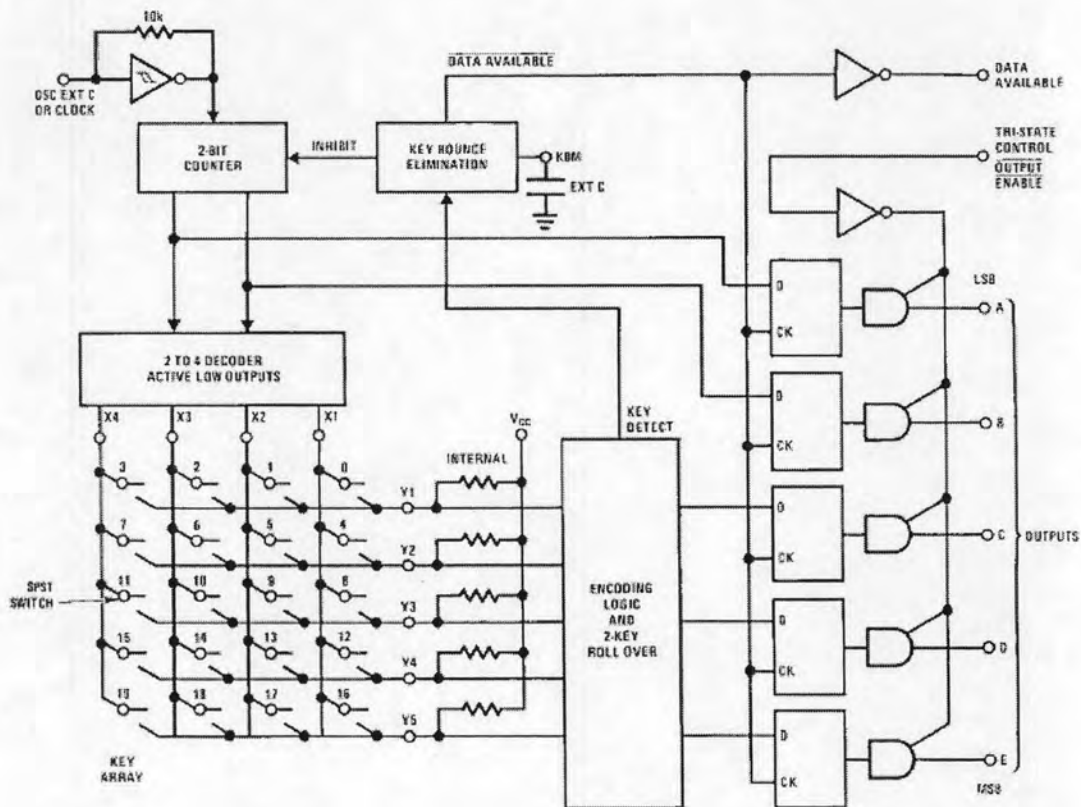 10k
OSC EXT C
OR CLOCK
2-BIT
COUNTER
INHIBIT
KEY BOUNCE
ELIMINATION
DATA AVAILABLE
KBM
EXT C
DATA
AVAILABLE
TRI-STATE
CONTROL
OUTPUT
ENABLE
2 TO 4 DECODER
ACTIVE LOW OUTPUTS
X4 X3 X2 X1
3 2 1 0
7 6 5 4
11 10 9 8
15 14 13 12
19 18 17 16
SPST
SWITCH
KEY
ARRAY
Y1
Y2
Y3
Y4
Y5
INTERNAL
VCC
KEY
DETECT
ENCODING
LOGIC
AND
2-KEY
ROLL OVER
D
CK
D
CK
D
CK
D
CK
D
CK
LSB
A
B
C
D
E
MSB
OUTPUTS